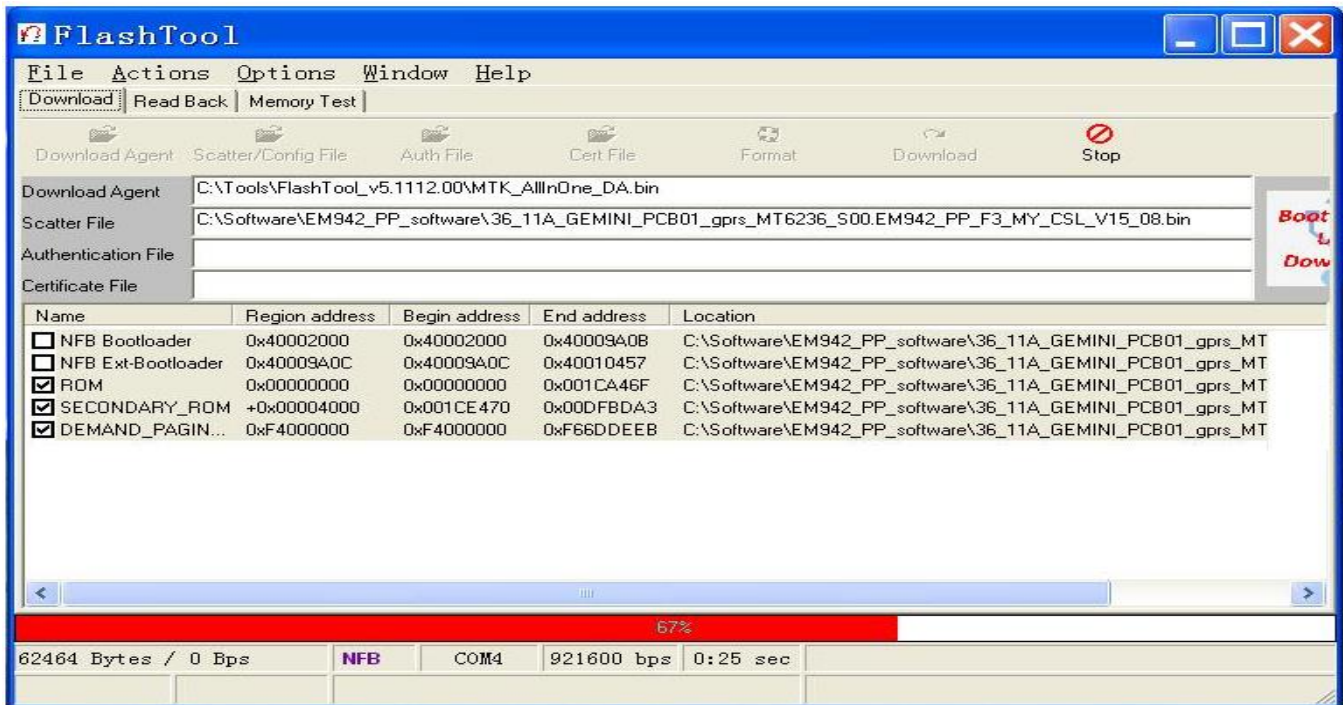 FlashTool
File Actions Options Window Help
Download Read Back Memory Test
Download Agent Scatter/Config File Auth File Cert File Format Download Stop
Download Agent C:\Tools\FlashTool_v5.1112.00\MTK_AllInOne_DA.bin
Scatter File C:\Software\EM942_PP_software\36_11A_GEMINI_PCB01_gprs_MT6236_S00.EM942_PP_F3_MY_CSL_V15_08.bin
Boot
L
Dow
Authentication File
Certificate File
Name Region address Begin address End address Location
NFB Bootloader 0x40002000 0x40002000 0x40009A0B C:\Software\EM942_PP_software\36_11A_GEMINI_PCB01_gprs_MT
NFB Ext-Bootloader 0x40009A0C 0x40009A0C 0x40010457 C:\Software\EM942_PP_software\36_11A_GEMINI_PCB01_gprs_MT
ROM 0x00000000 0x00000000 0x001CA46F C:\Software\EM942_PP_software\36_11A_GEMINI_PCB01_gprs_MT
SECONDARY_ROM +0x00004000 0x001CE470 0x00DFBDA3 C:\Software\EM942_PP_software\36_11A_GEMINI_PCB01_gprs_MT
DEMAND_PAGIN... 0xF4000000 0xF4000000 0xF66DDEEB C:\Software\EM942_PP_software\36_11A_GEMINI_PCB01_gprs_MT
67%
62464 Bytes / 0 Bps NFB COM4 921600 bps 0:25 sec